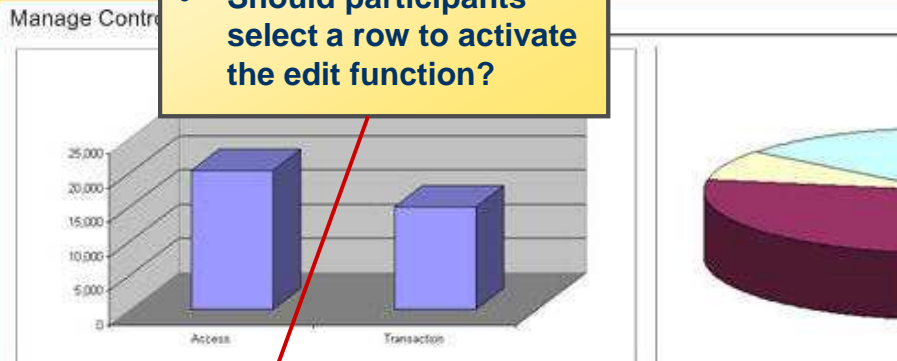 Manage Contr
• Should participants
select a row to activate
the edit function?
25,000
20,000
15,000
10,000
5,000
0
Access
Transaction